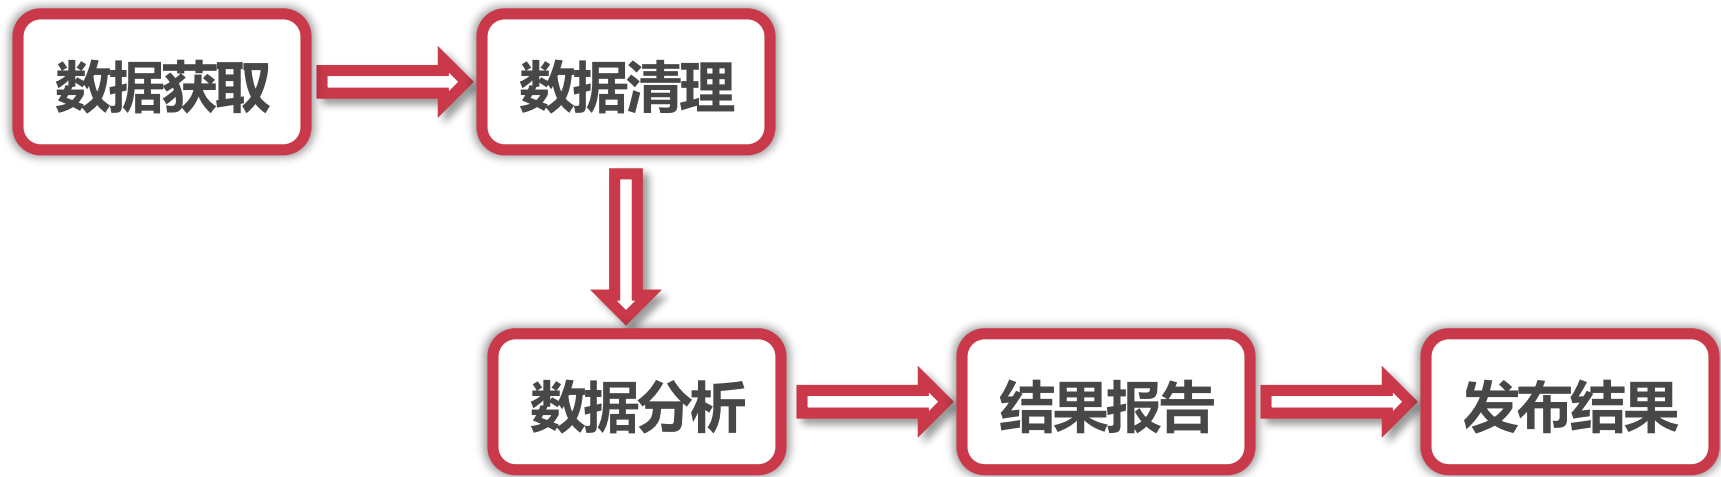 数据获取
数据清理
数据分析
结果报告
发布结果